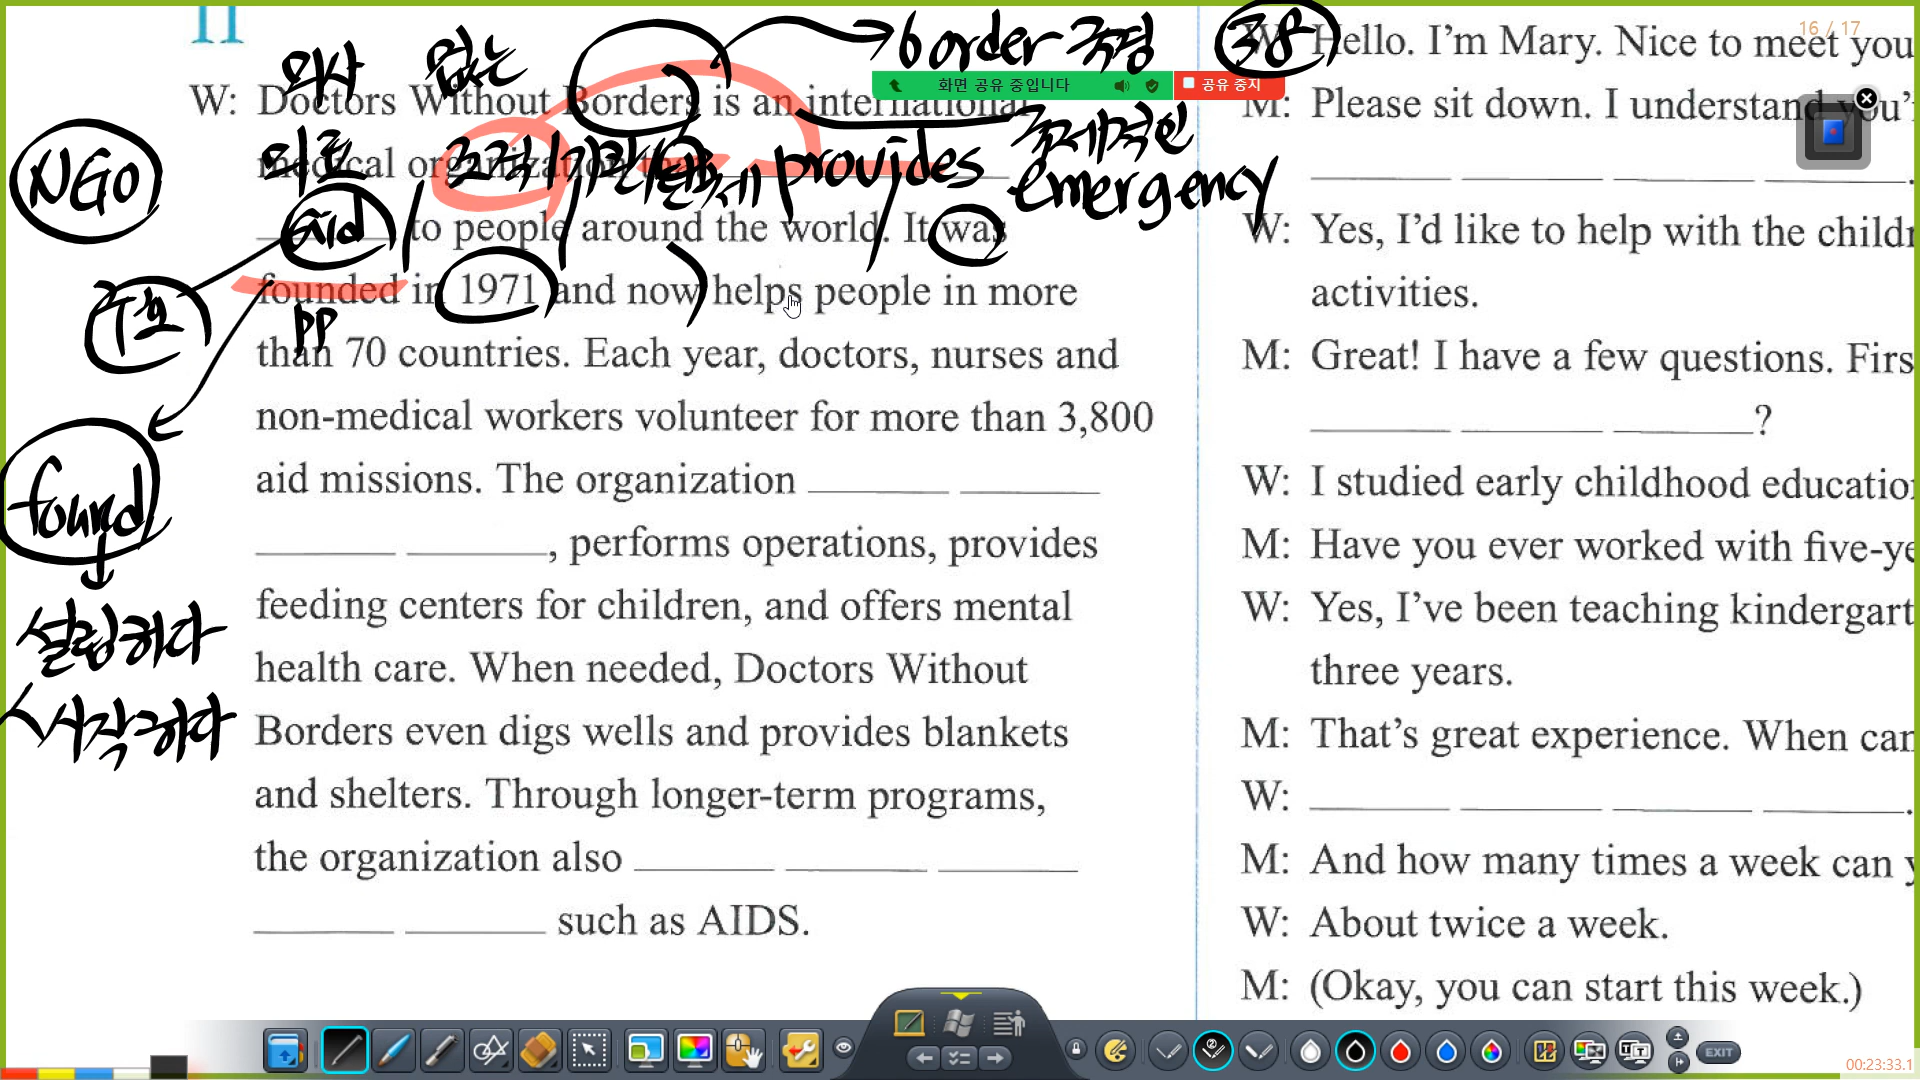 11
의사 없는 border 국경 38
16 / 17
화면 공유 중입니다 공유 중지
W: Doctors Without Borders is an international
국제적인
NGO
의료 조직 provides emergency
medical organization that
aid to people around the world. It was
구호
founded in 1971 and now helps people in more
pp
than 70 countries. Each year, doctors, nurses and
non-medical workers volunteer for more than 3,800
found
aid missions. The organization
, performs operations, provides
설립하다
feeding centers for children, and offers mental
health care. When needed, Doctors Without
시작하다
Borders even digs wells and provides blankets
and shelters. Through longer-term programs,
the organization also
such as AIDS.
W: Hello. I'm Mary. Nice to meet you
M: Please sit down. I understand you'
W: Yes, I'd like to help with the childr
activities.
M: Great! I have a few questions. Firs
?
W: I studied early childhood educatio
M: Have you ever worked with five-ye
W: Yes, I've been teaching kindergart
three years.
M: That's great experience. When can
W:
M: And how many times a week can y
W: About twice a week.
M: (Okay, you can start this week.)
EXIT
00:23:33.1